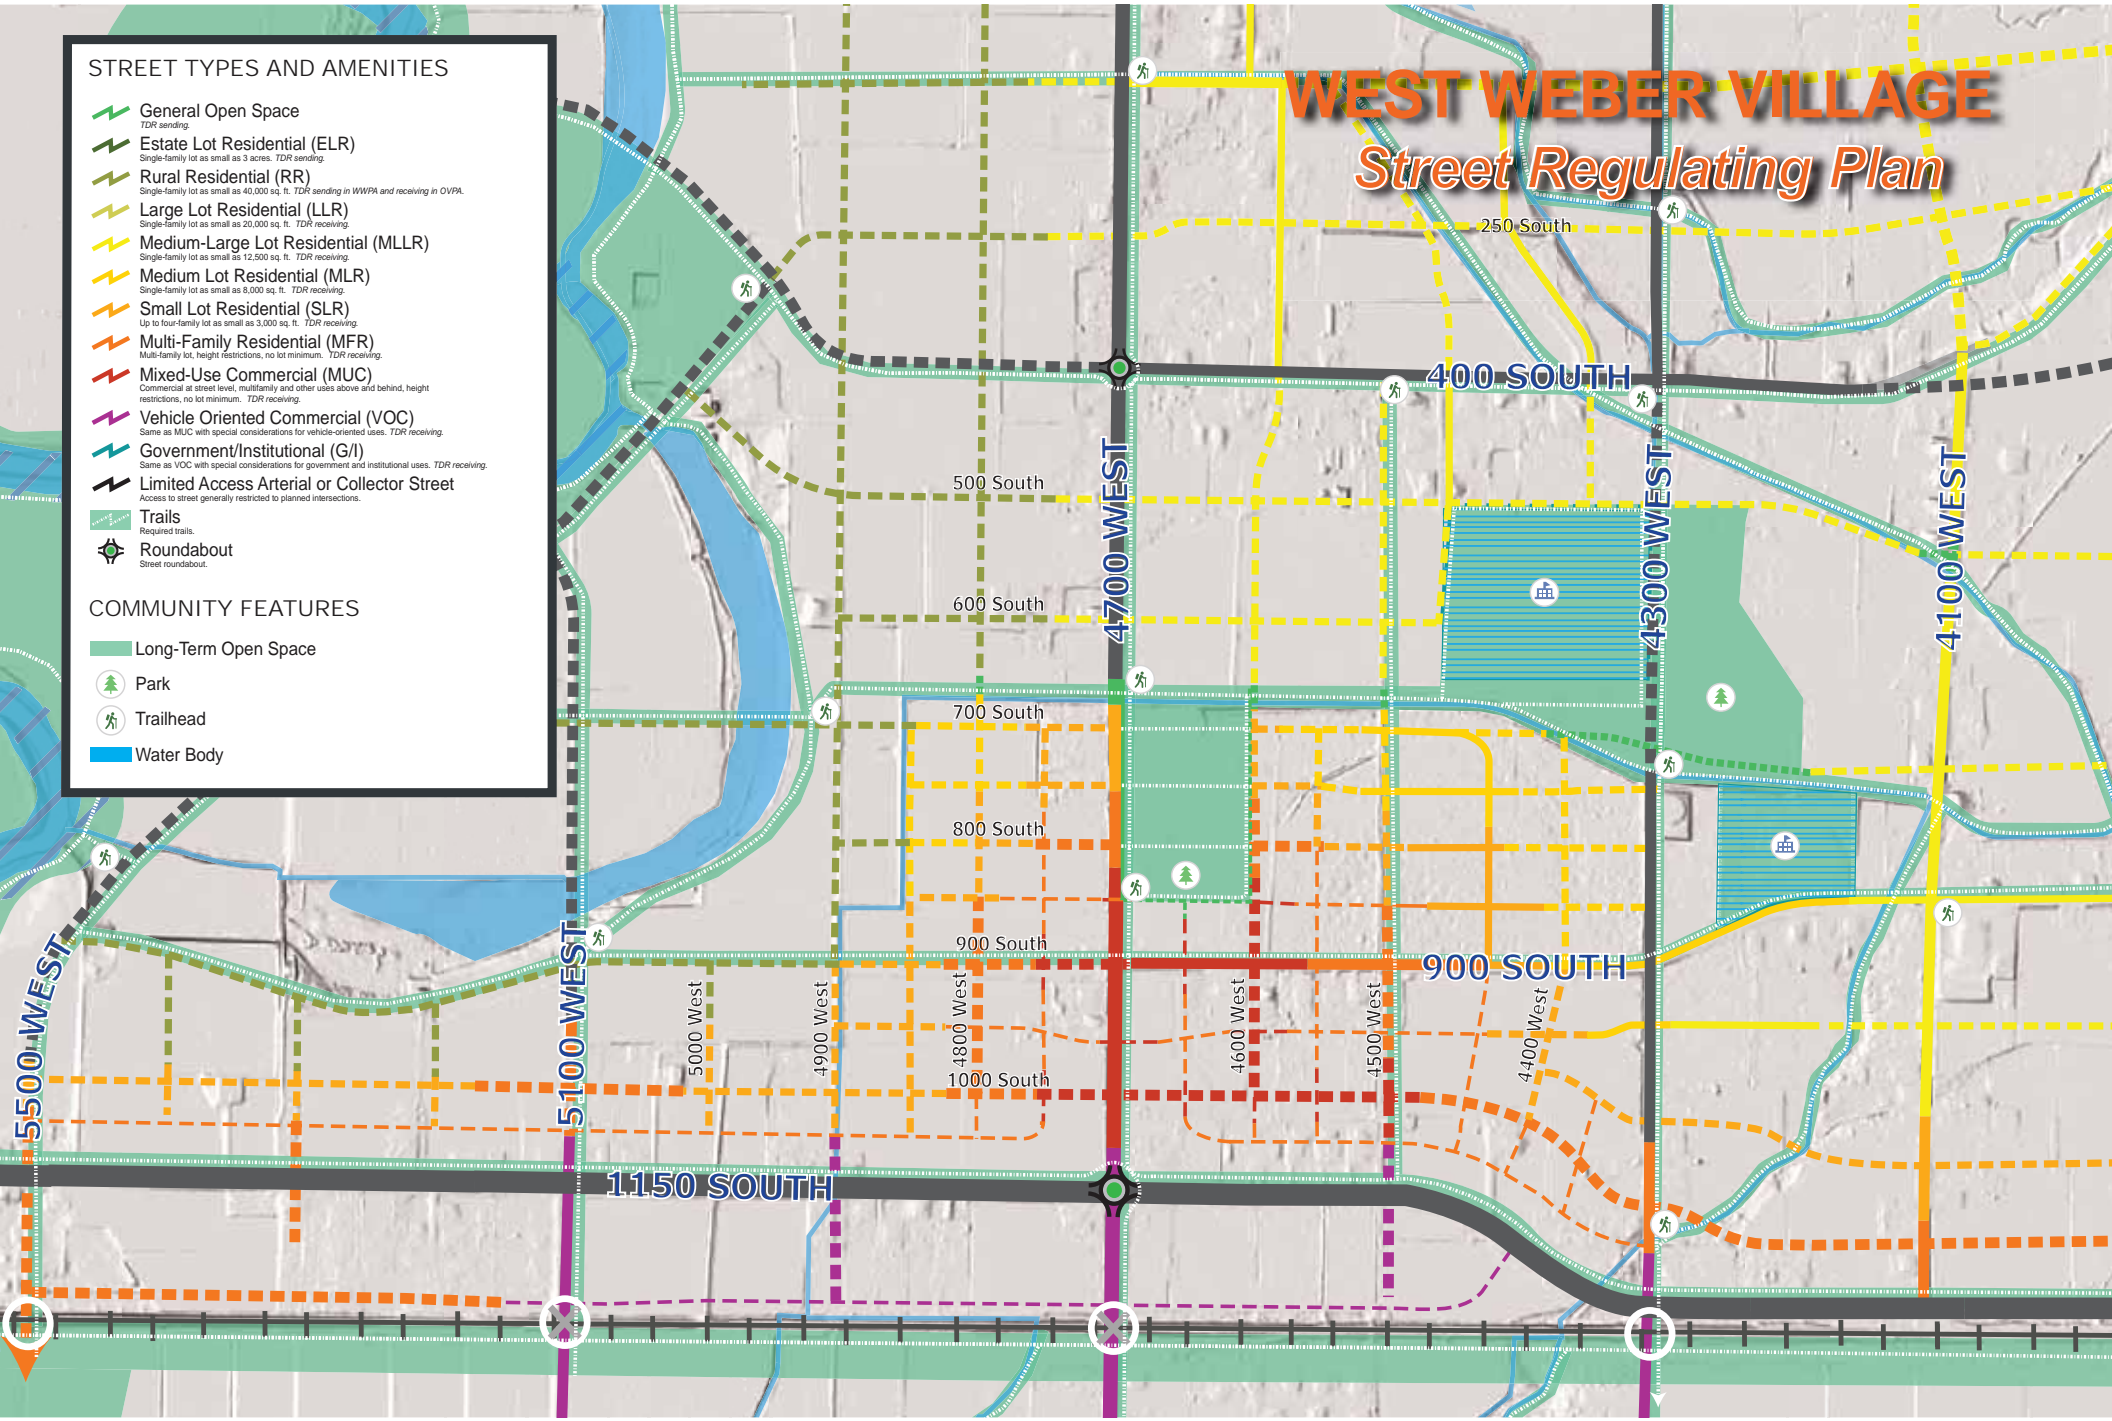 WEST WEBER VILLAGE
Street Regulating Plan
STREET TYPES AND AMENITIES
General Open Space
TDR sending.
Estate Lot Residential (ELR)
Single-family lot as small as 3 acres. TDR sending.
Rural Residential (RR)
Single-family lot as small as 40,000 sq. ft. TDR sending in WWPA and receiving in OVPA.
Large Lot Residential (LLR)
Single-family lot as small as 20,000 sq. ft. TDR receiving.
Medium-Large Lot Residential (MLLR)
Single-family lot as small as 12,500 sq. ft. TDR receiving.
Medium Lot Residential (MLR)
Single-family lot as small as 8,000 sq. ft. TDR receiving.
Small Lot Residential (SLR)
Up to four-family lot as small as 3,000 sq. ft. TDR receiving.
Multi-Family Residential (MFR)
Multi-family lot, height restrictions, no lot minimum. TDR receiving.
Mixed-Use Commercial (MUC)
Commercial at street level, multifamily and other uses above and behind, height
restrictions, no lot minimum. TDR receiving.
Vehicle Oriented Commercial (VOC)
Same as MUC with special considerations for vehicle-oriented uses. TDR receiving.
Government/Institutional (G/I)
Same as VOC with special considerations for government and institutional uses. TDR receiving.
Limited Access Arterial or Collector Street
Access to street generally restricted to planned intersections.
Trails
Required trails.
Roundabout
Street roundabout.
COMMUNITY FEATURES
Long-Term Open Space
Park
Trailhead
Water Body
250 South
400 SOUTH
500 South
600 South
4700 WEST
4300 WEST
4100 WEST
700 South
800 South
900 South
900 SOUTH
5500 WEST
5100 WEST
5000 West
4900 West
4800 West
4600 West
4500 West
4400 West
1000 South
1150 SOUTH